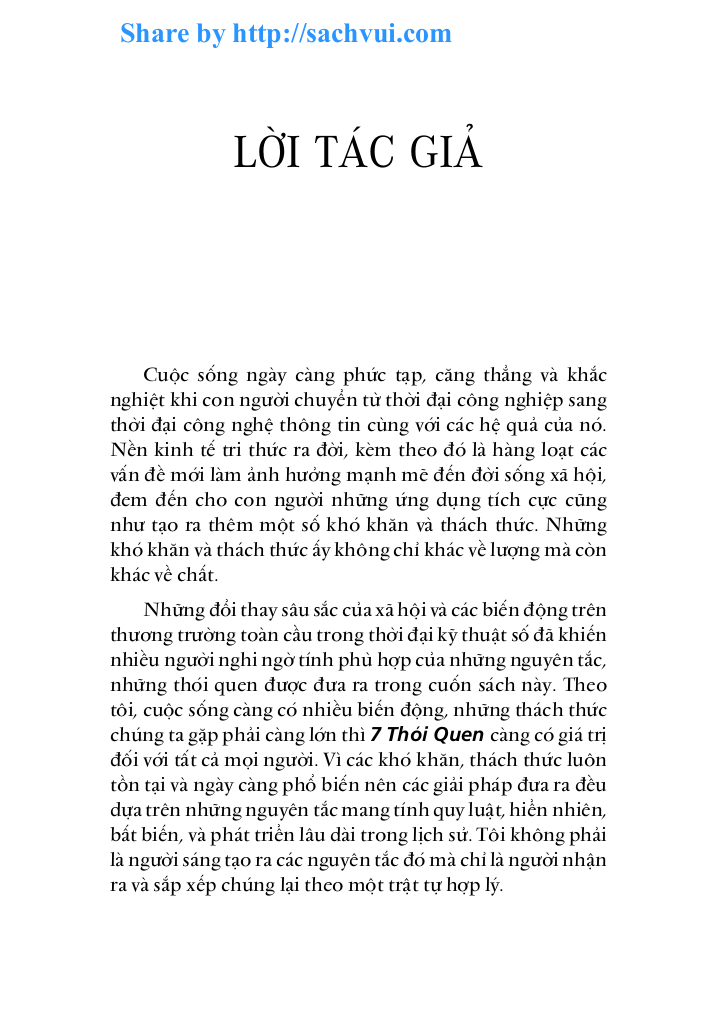 Share by http://sachvui.com
LỜI TÁC GIẢ
Cuộc sống ngày càng phức tạp, căng thẳng và khắc
nghiệt khi con người chuyển từ thời đại công nghiệp sang
thời đại công nghệ thông tin cùng với các hệ quả của nó.
Nền kinh tế tri thức ra đời, kèm theo đó là hàng loạt các
vấn đề mới làm ảnh hưởng mạnh mẽ đến đời sống xã hội,
đem đến cho con người những ứng dụng tích cực cũng
như tạo ra thêm một số khó khăn và thách thức. Những
khó khăn và thách thức ấy không chỉ khác về lượng mà còn
khác về chất.
Những đổi thay sâu sắc của xã hội và các biến động trên
thương trường toàn cầu trong thời đại kỹ thuật số đã khiến
nhiều người nghi ngờ tính phù hợp của những nguyên tắc,
những thói quen được đưa ra trong cuốn sách này. Theo
tôi, cuộc sống càng có nhiều biến động, những thách thức
chúng ta gặp phải càng lớn thì 7 Thói Quen càng có giá trị
đối với tất cả mọi người. Vì các khó khăn, thách thức luôn
tồn tại và ngày càng phổ biến nên các giải pháp đưa ra đều
dựa trên những nguyên tắc mang tính quy luật, hiển nhiên,
bất biến, và phát triển lâu dài trong lịch sử. Tôi không phải
là người sáng tạo ra các nguyên tắc đó mà chỉ là người nhận
ra và sắp xếp chúng lại theo một trật tự hợp lý.